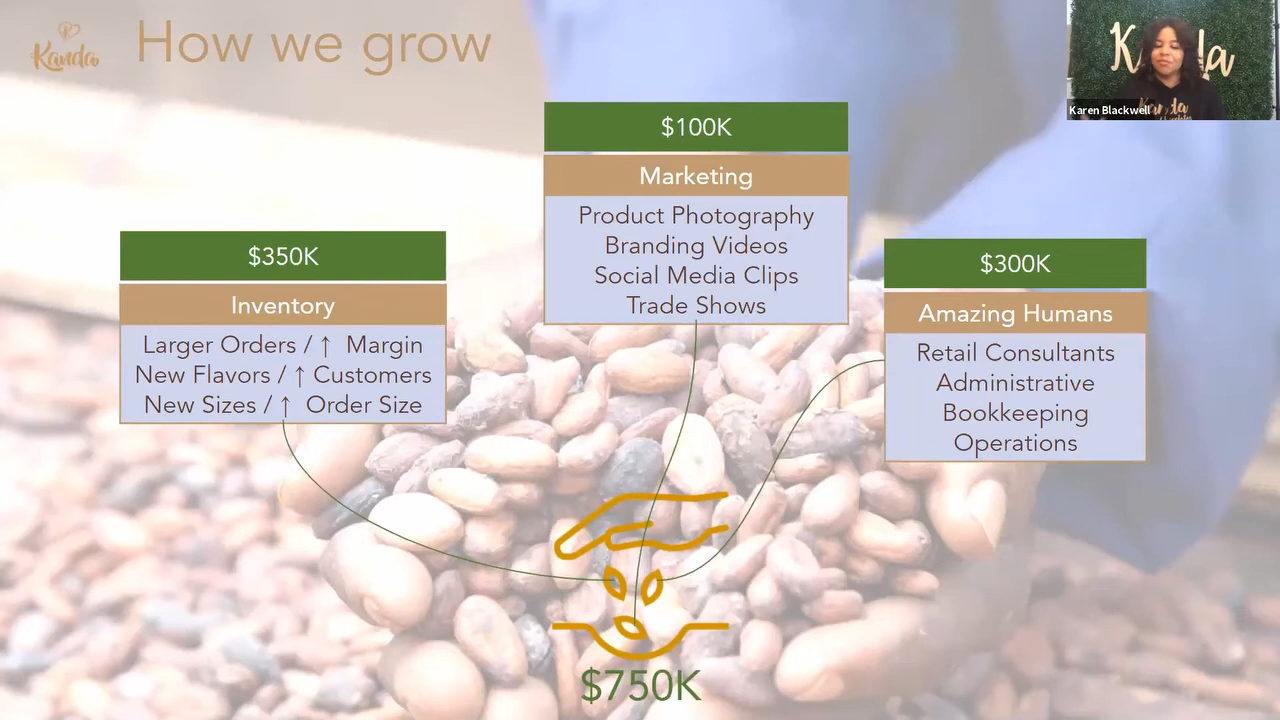 Kanda
How we grow
Kanda
Kanda
Karen Blackwell
$100K
Marketing
Product Photography
Branding Videos
Social Media Clips
Trade Shows
$350K
Inventory
Larger Orders / ↑ Margin
New Flavors / ↑ Customers
New Sizes / ↑ Order Size
$300K
Amazing Humans
Retail Consultants
Administrative
Bookkeeping
Operations
$750K